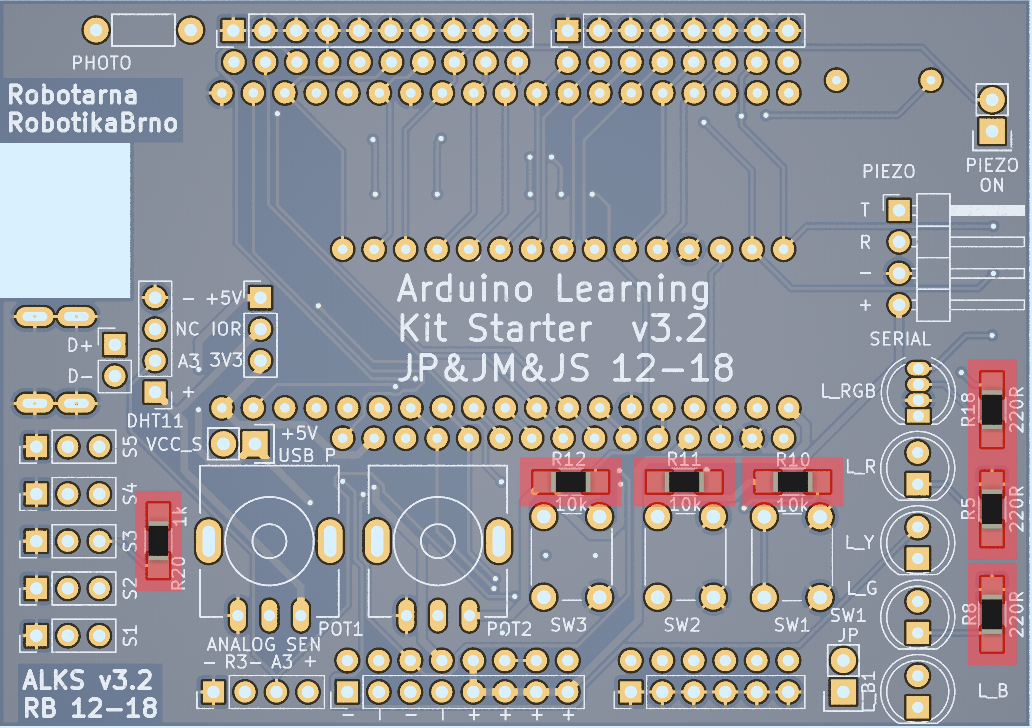 PHOTO
Robotarna
RobotikaBrno
PIEZO
PIEZO
ON
T
R
-
+
SERIAL
Arduino Learning
Kit Starter v3.2
JP&JM&JS 12-18
- +5V
NC IOR
A3 3V3
+
D+
D-
DHT11
VCC_S
+5V
USB P
L_RGB
R18
220R
S5
S4
S3
S2
S1
1k
R20
R12
10k
R11
10k
R10
10k
L_R
R5
220R
L_Y
L_G
R8
220R
POT1
POT2
SW3
SW2
SW1
SW1
JP
ANALOG SEN
- R3- A3 +
ALKS v3.2
RB 12-18
- | - | + + + +
L_B